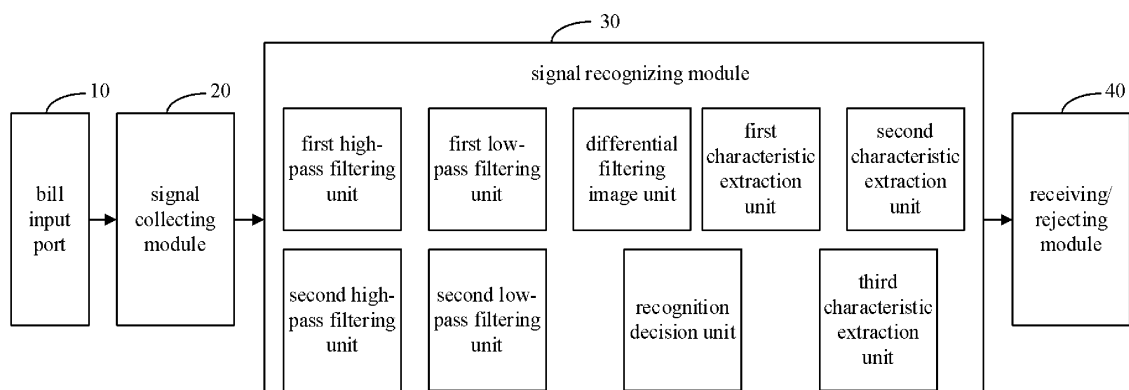 30
signal recognizing module
10
20
40
bill
input
port
signal
collecting
module
first high-
pass filtering
unit
first low-
pass filtering
unit
differential
filtering
image unit
first
characteristic
extraction
unit
second
characteristic
extraction
unit
second high-
pass filtering
unit
second low-
pass filtering
unit
recognition
decision unit
third
characteristic
extraction
unit
receiving/
rejecting
module